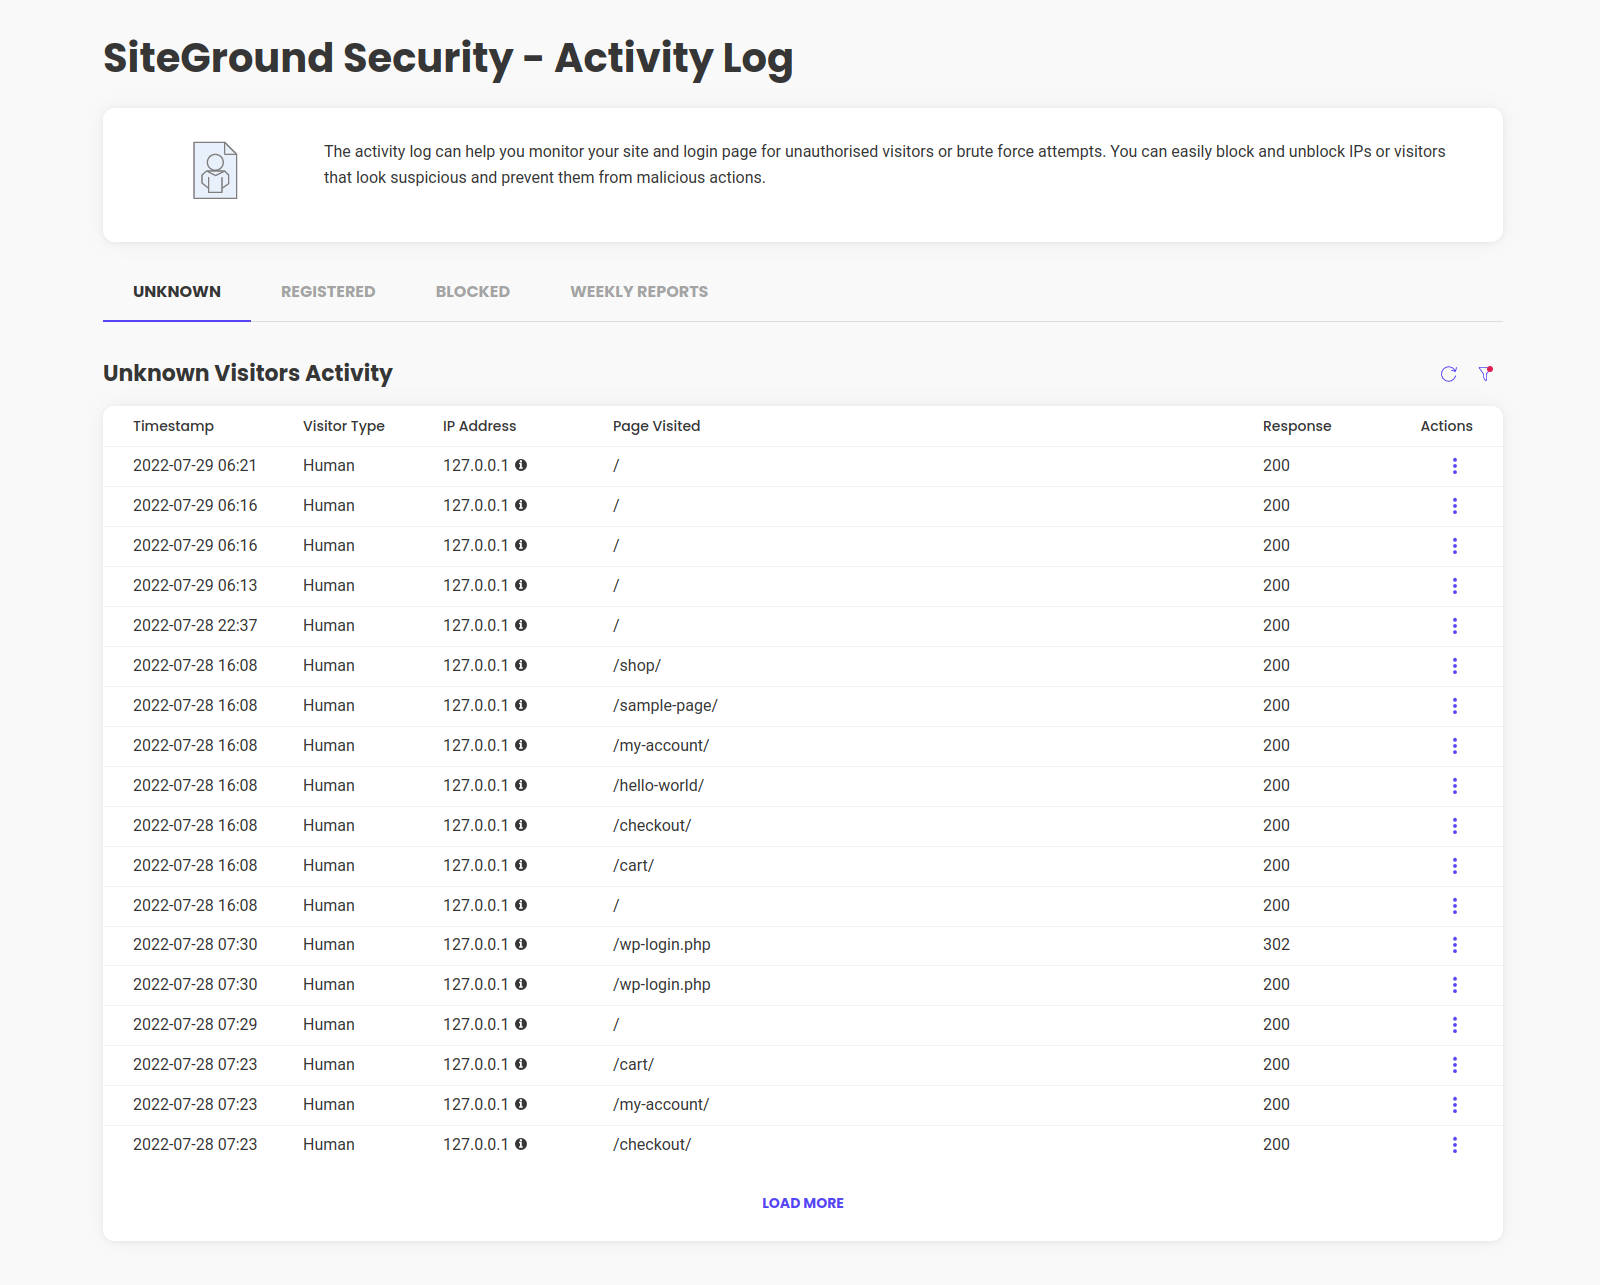 SiteGround Security - Activity Log
The activity log can help you monitor your site and login page for unauthorised visitors or brute force attempts. You can easily block and unblock IPs or visitors
that look suspicious and prevent them from malicious actions.
UNKNOWN REGISTERED BLOCKED WEEKLY REPORTS
Unknown Visitors Activity
Timestamp Visitor Type IP Address Page Visited Response Actions
2022-07-29 06:21 Human 127.0.0.1 / 200
2022-07-29 06:16 Human 127.0.0.1 / 200
2022-07-29 06:16 Human 127.0.0.1 / 200
2022-07-29 06:13 Human 127.0.0.1 / 200
2022-07-28 22:37 Human 127.0.0.1 / 200
2022-07-28 16:08 Human 127.0.0.1 /shop/ 200
2022-07-28 16:08 Human 127.0.0.1 /sample-page/ 200
2022-07-28 16:08 Human 127.0.0.1 /my-account/ 200
2022-07-28 16:08 Human 127.0.0.1 /hello-world/ 200
2022-07-28 16:08 Human 127.0.0.1 /checkout/ 200
2022-07-28 16:08 Human 127.0.0.1 /cart/ 200
2022-07-28 16:08 Human 127.0.0.1 / 200
2022-07-28 07:30 Human 127.0.0.1 /wp-login.php 302
2022-07-28 07:30 Human 127.0.0.1 /wp-login.php 200
2022-07-28 07:29 Human 127.0.0.1 / 200
2022-07-28 07:23 Human 127.0.0.1 /cart/ 200
2022-07-28 07:23 Human 127.0.0.1 /my-account/ 200
2022-07-28 07:23 Human 127.0.0.1 /checkout/ 200
LOAD MORE